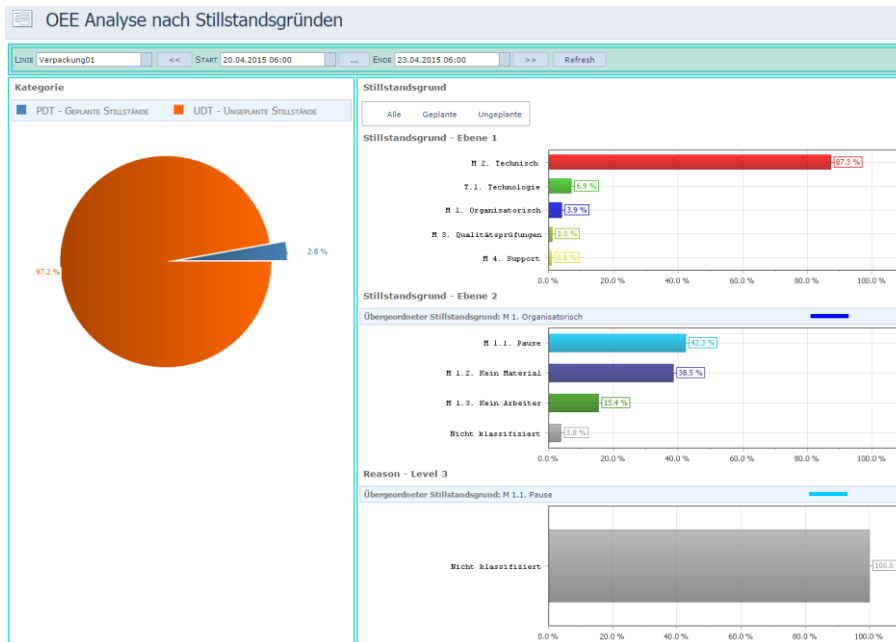 OEE Analyse nach Stillstandsgründen
Linie Verpackung01 << Start 20.04.2015 06:00 ... Ende 23.04.2015 06:00 >> Refresh
Kategorie
PDT - Geplante Stillstände UDT - Ungeplante Stillstände
2.8 %
97.2 %
Stillstandsgrund
Alle Geplante Ungeplante
Stillstandsgrund - Ebene 1
M 2. Technisch 87.3 %
T.1. Technologie 6.9 %
M 1. Organisatorisch 3.9 %
M 3. Qualitätsprüfungen 1.0 %
M 4. Support 0.8 %
0.0 % 20.0 % 40.0 % 60.0 % 80.0 % 100.0 %
Stillstandsgrund - Ebene 2
Übergeordneter Stillstandsgrund: M 1. Organisatorisch
M 1.1. Pause 42.3 %
M 1.2. Kein Material 38.5 %
M 1.3. Kein Arbeiter 15.4 %
Nicht klassifiziert 3.8 %
0.0 % 20.0 % 40.0 % 60.0 % 80.0 % 100.0 %
Reason - Level 3
Übergeordneter Stillstandsgrund: M 1.1. Pause
Nicht klassifiziert 100.0
0.0 % 20.0 % 40.0 % 60.0 % 80.0 % 100.0 %